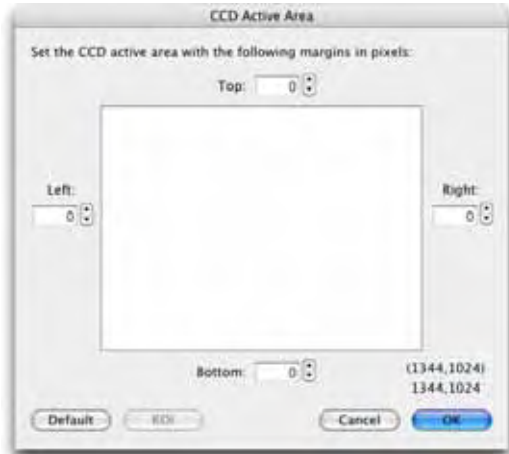 CCD Active Area
Set the CCD active area with the following margins in pixels:
Top: 0
Left:
0
Right:
0
Bottom: 0
(1344,1024)
1344,1024
Default
ROI
Cancel
OK